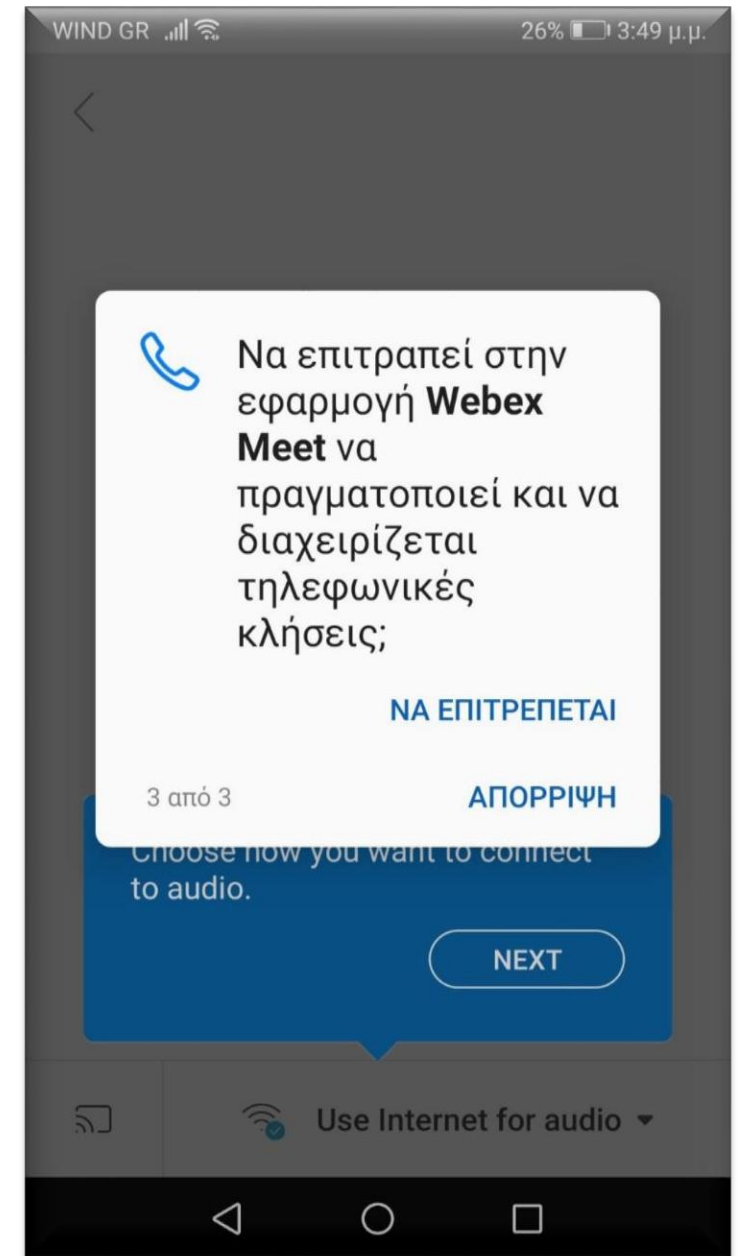 WIND GR 26% 3:49 μ.μ.
Να επιτραπεί στην
εφαρμογή Webex
Meet να
πραγματοποιεί και να
διαχειρίζεται
τηλεφωνικές
κλήσεις;
ΝΑ ΕΠΙΤΡΕΠΕΤΑΙ
3 από 3 ΑΠΟΡΡΙΨΗ
Choose how you want to connect
to audio.
NEXT
Use Internet for audio